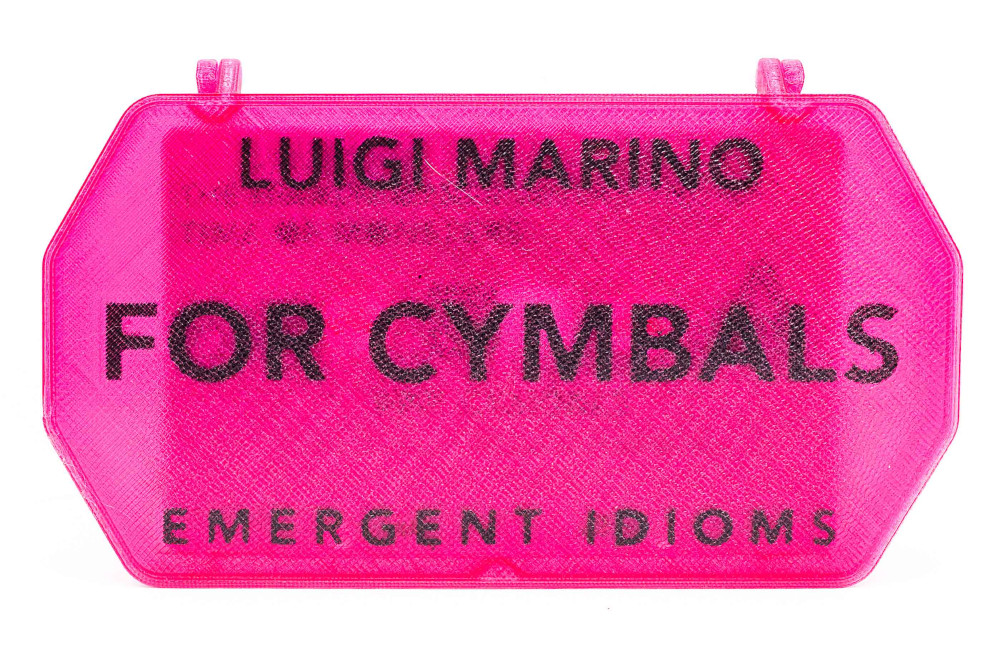 LUIGI MARINO
FOR CYMBALS
EMERGENT IDIOMS